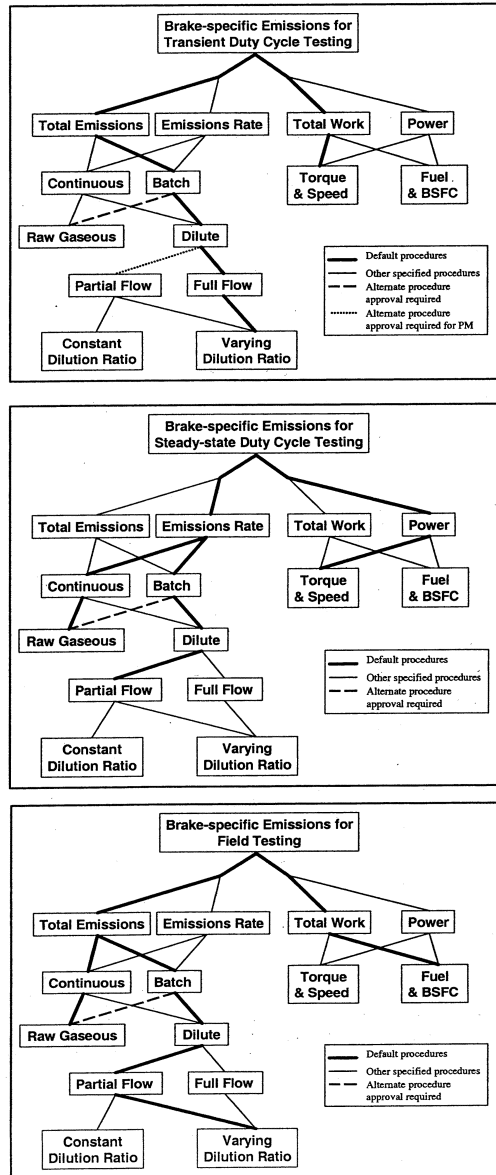 Brake-specific Emissions for
Transient Duty Cycle Testing
Total Emissions
Emissions Rate
Total Work
Power
Continuous
Batch
Torque
& Speed
Fuel
& BSFC
Raw Gaseous
Dilute
Partial Flow
Full Flow
Constant
Dilution Ratio
Varying
Dilution Ratio
Default procedures
Other specified procedures
Alternate procedure
approval required
Alternate procedure
approval required for PM
Brake-specific Emissions for
Steady-state Duty Cycle Testing
Total Emissions
Emissions Rate
Total Work
Power
Continuous
Batch
Torque
& Speed
Fuel
& BSFC
Raw Gaseous
Dilute
Partial Flow
Full Flow
Constant
Dilution Ratio
Varying
Dilution Ratio
Default procedures
Other specified procedures
Alternate procedure
approval required
Brake-specific Emissions for
Field Testing
Total Emissions
Emissions Rate
Total Work
Power
Continuous
Batch
Torque
& Speed
Fuel
& BSFC
Raw Gaseous
Dilute
Partial Flow
Full Flow
Constant
Dilution Ratio
Varying
Dilution Ratio
Default procedures
Other specified procedures
Alternate procedure
approval required